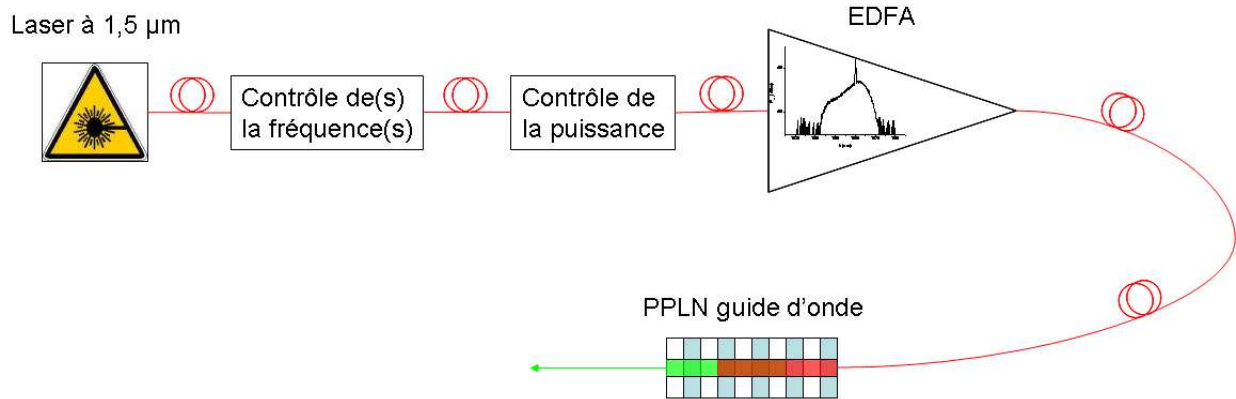 Laser à 1,5 µm
EDFA
Contrôle de(s)
la fréquence(s)
Contrôle de
la puissance
PPLN guide d'onde